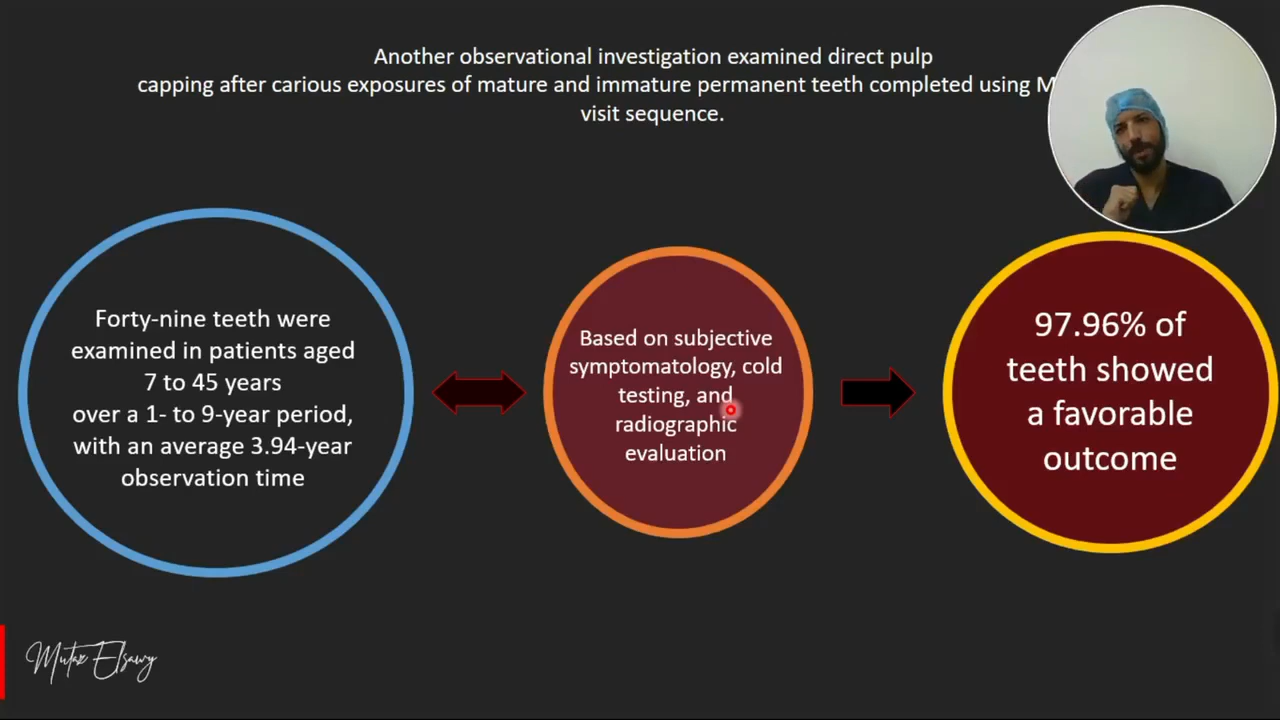 Another observational investigation examined direct pulp
capping after carious exposures of mature and immature permanent teeth completed using M
visit sequence.
Forty-nine teeth were
examined in patients aged
7 to 45 years
over a 1- to 9-year period,
with an average 3.94-year
observation time
Based on subjective
symptomatology, cold
testing, and
radiographic
evaluation
97.96% of
teeth showed
a favorable
outcome
Mutaz Elsawy